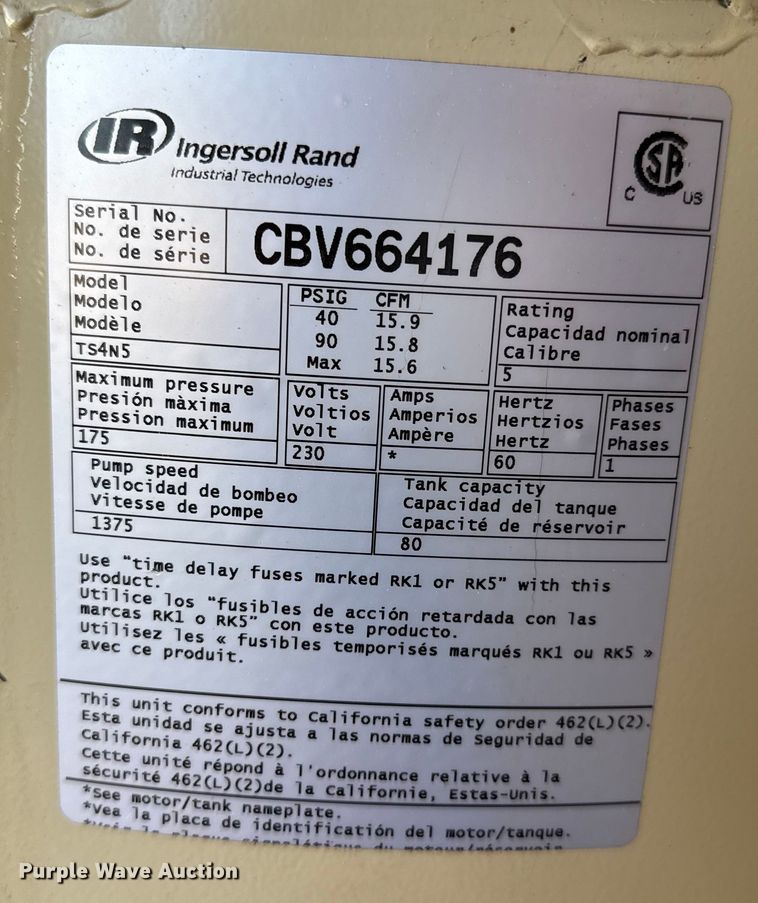 IR Ingersoll Rand
Industrial Technologies
CSA
C US
Serial No.
No. de serie
No. de série
CBV664176
Model
Modelo
Modèle
TS4N5
PSIG CFM
40 15.9
90 15.8
Max 15.6
Rating
Capacidad nominal
Calibre
5
Maximum pressure
Presión màxima
Pression maximum
175
Volts
Voltios
Volt
230
Amps
Amperios
Ampère
*
Hertz
Hertzios
Hertz
60
Phases
Fases
Phases
1
Pump speed
Velocidad de bombeo
Vitesse de pompe
1375
Tank capacity
Capacidad del tanque
Capacité de réservoir
80
Use "time delay fuses marked RK1 or RK5" with this
product.
Utilice los "fusibles de acción retardada con las
marcas RK1 o RK5" con este producto.
Utilisez les « fusibles temporisés marqués RK1 ou RK5 »
avec ce produit.
This unit conforms to California safety order 462(L)(2).
Esta unidad se ajusta a las normas de Seguridad de
California 462(L)(2).
Cette unité répond à l'ordonnance relative à la
sécurité 462(L)(2)de la Californie, Estas-Unis.
*See motor/tank nameplate.
*Vea la placa de identificación del motor/tanque.
la plaque signalétique du moteur/réservoir
Purple Wave Auction